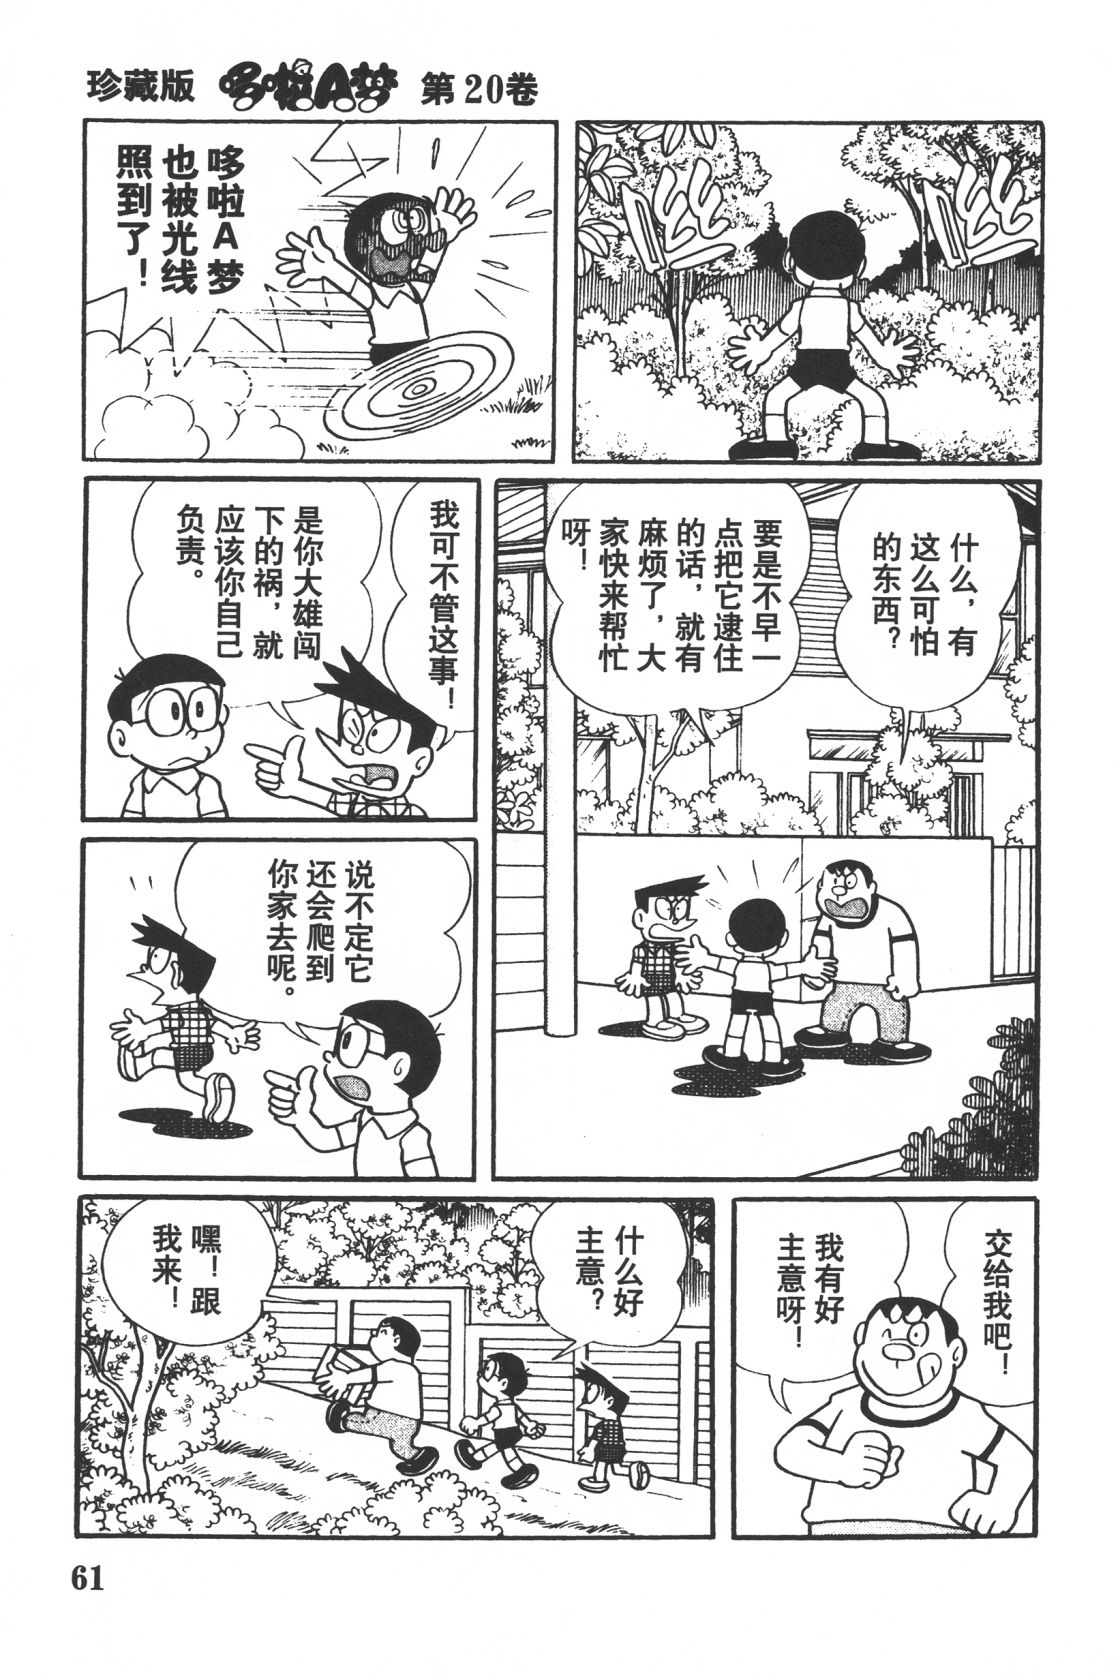 珍藏版 哆啦A梦 第20卷
咝咝
咝咝
哆啦A梦
也被光线
照到了！
什么，有
这么可怕
的东西？
要是不早一
点把它逮住
的话，就有
麻烦了，大
家快来帮忙
呀！
我可不管这事！
是你大雄闯
下的祸，就
应该你自己
负责。
说不定它
还会爬到
你家去呢。
交给我吧！
我有好
主意呀！
什么好
主意？
嘿！跟
我来！
61